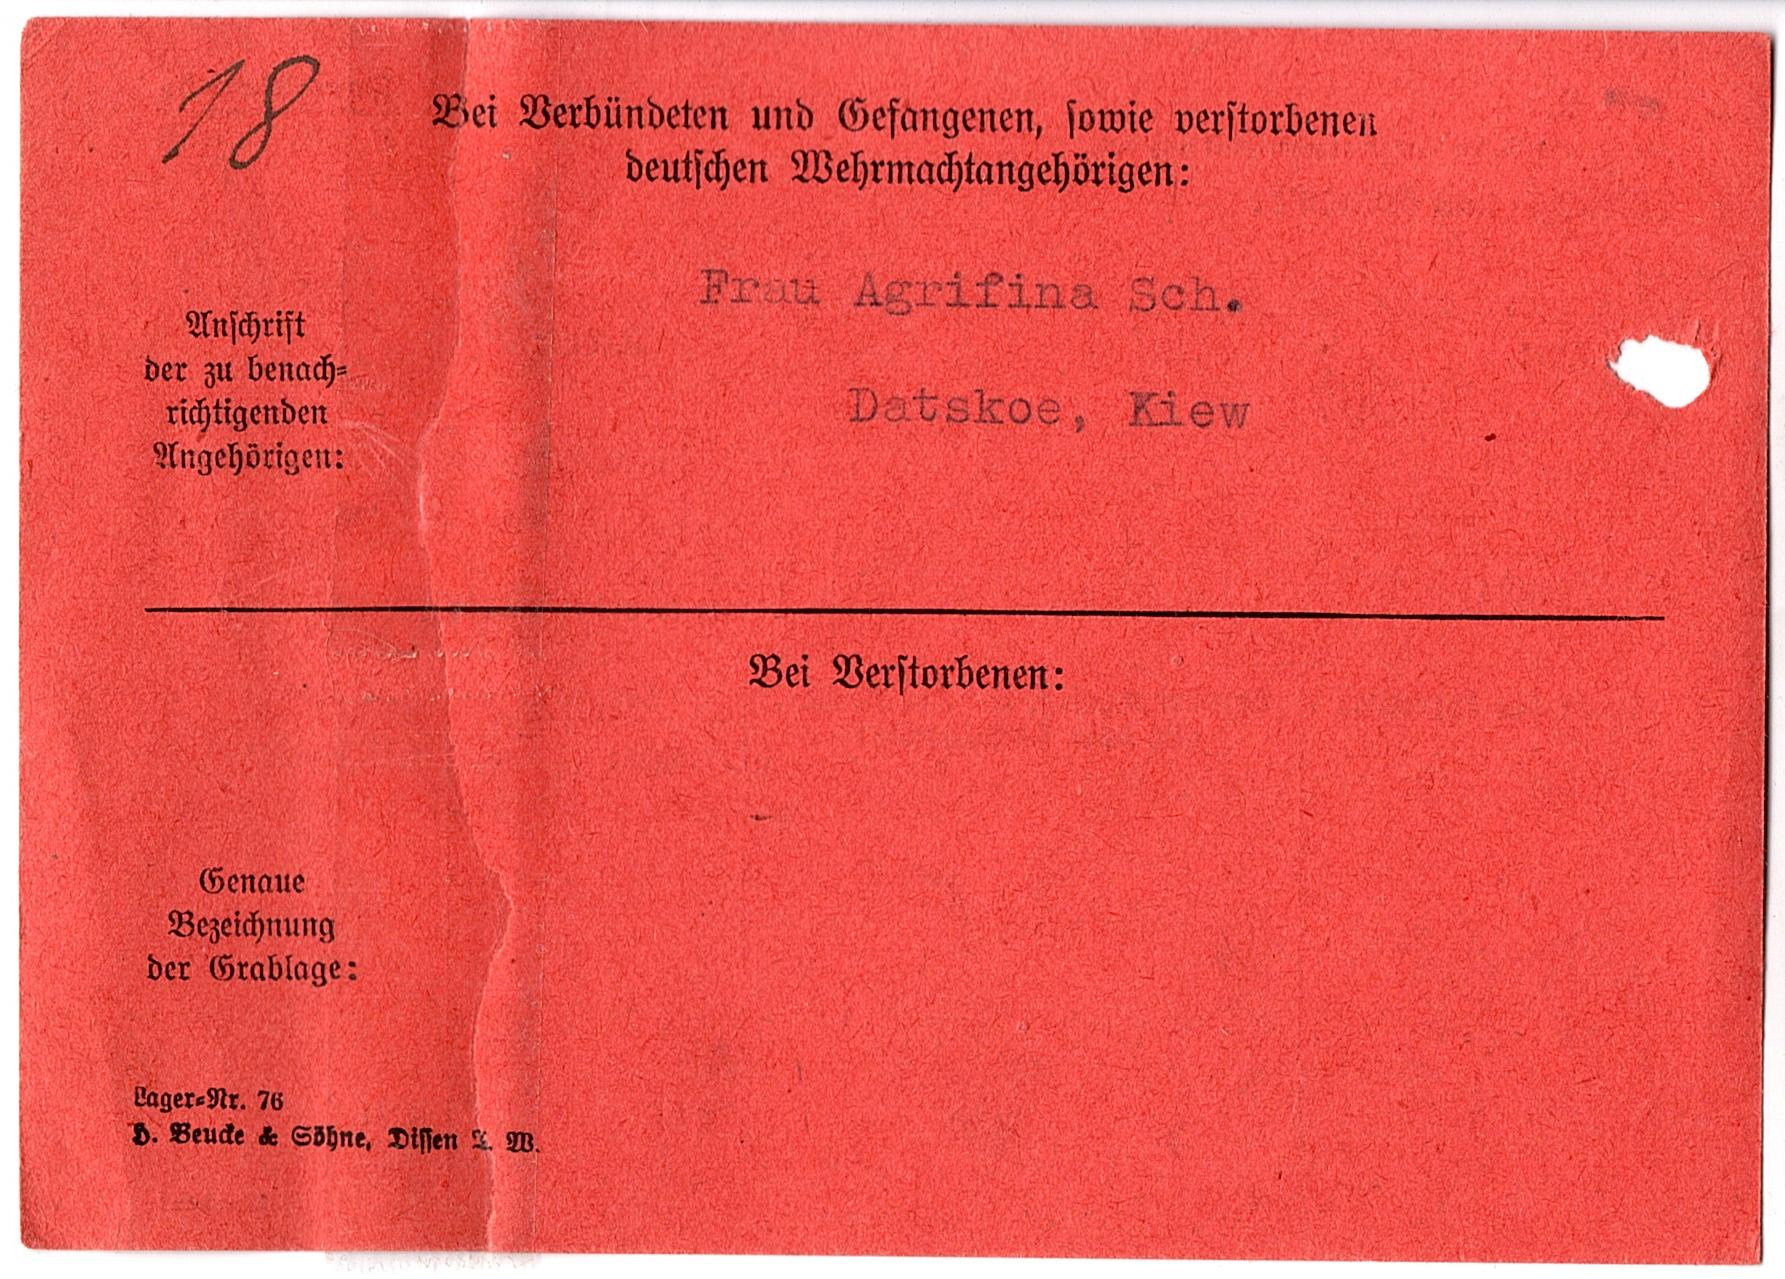 18
Bei Verbündeten und Gefangenen, sowie verstorbenen
deutschen Wehrmachtangehörigen:
Frau Agrifina Sch.
Anschrift
der zu benach=
richtigenden
Angehörigen:
Datskoe, Kiew
Bei Verstorbenen:
Genaue
Bezeichnung
der Grablage:
Lager=Nr. 76
H. Beucke & Söhne, Dissen T. W.